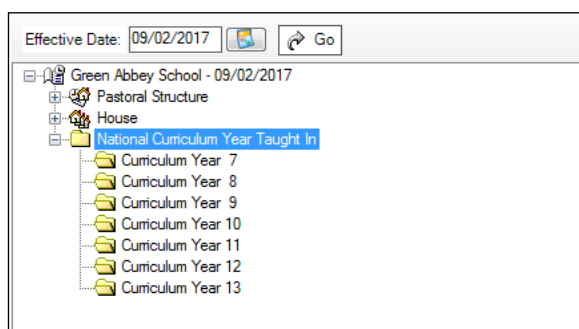 Effective Date: 09/02/2017 Go
Green Abbey School - 09/02/2017
Pastoral Structure
House
National Curriculum Year Taught In
Curriculum Year 7
Curriculum Year 8
Curriculum Year 9
Curriculum Year 10
Curriculum Year 11
Curriculum Year 12
Curriculum Year 13